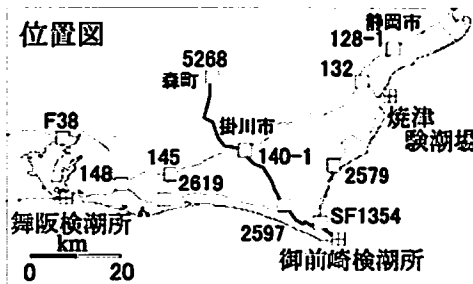 位置図
静岡市
128-1
5268
132
森町
焼津
験潮場
F38
掛川市
140-1
148
145
2579
2619
SF1354
舞阪検潮所
2597
御前崎検潮所
km
0 20